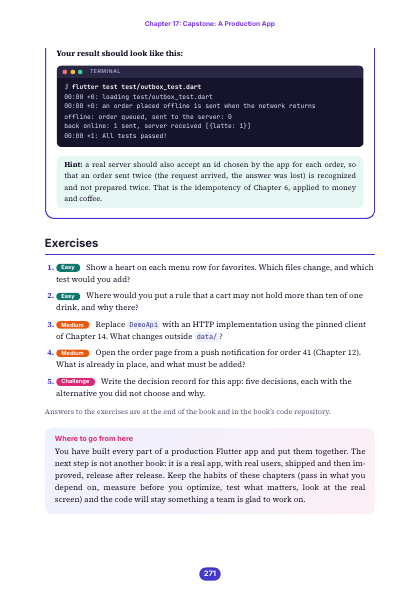 Chapter 17: Capstone: A Production App
Your result should look like this:
TERMINAL
$ flutter test test/outbox_test.dart
00:00 +0: loading test/outbox_test.dart
00:00 +0: an order placed offline is sent when the network returns
offline: order queued, sent to the server: 0
back online: 1 sent, server received [{latte: 1}]
00:00 +1: All tests passed!
Hint: a real server should also accept an id chosen by the app for each order, so
that an order sent twice (the request arrived, the answer was lost) is recognized
and not prepared twice. That is the idempotency of Chapter 6, applied to money
and coffee.
Exercises
1. Easy Show a heart on each menu row for favorites. Which files change, and which
test would you add?
2. Easy Where would you put a rule that a cart may not hold more than ten of one
drink, and why there?
3. Medium Replace DemoApi with an HTTP implementation using the pinned client
of Chapter 14. What changes outside data/?
4. Medium Open the order page from a push notification for order 41 (Chapter 12).
What is already in place, and what must be added?
5. Challenge Write the decision record for this app: five decisions, each with the
alternative you did not choose and why.
Answers to the exercises are at the end of the book and in the book's code repository.
Where to go from here
You have built every part of a production Flutter app and put them together. The
next step is not another book: it is a real app, with real users, shipped and then im-
proved, release after release. Keep the habits of these chapters (pass in what you
depend on, measure before you optimize, test what matters, look at the real
screen) and the code will stay something a team is glad to work on.
271